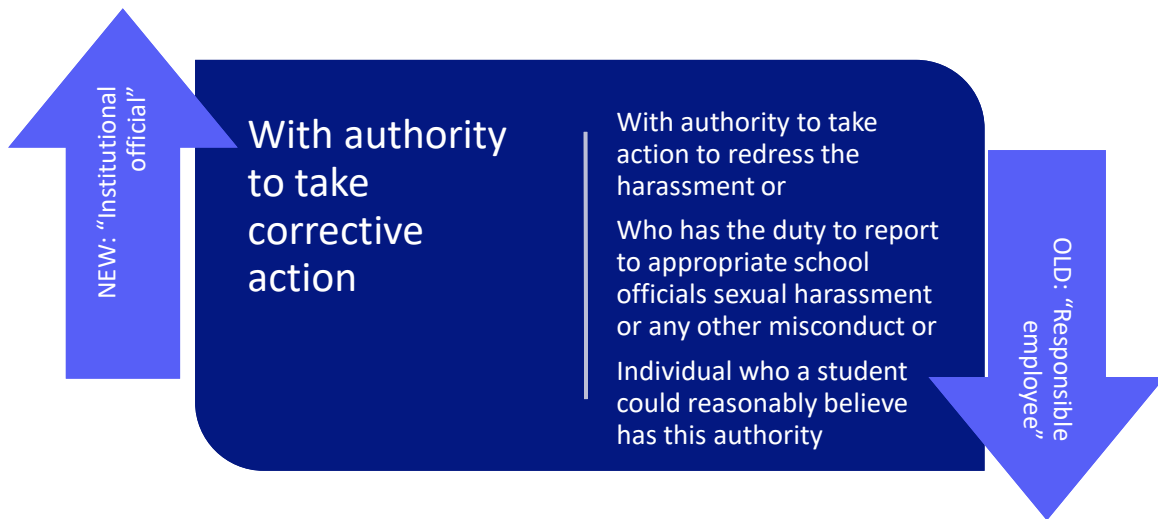 NEW: “Institutional
official”
With authority
to take
corrective
action
With authority to take
action to redress the
harassment or
Who has the duty to report
to appropriate school
officials sexual harassment
or any other misconduct or
Individual who a student
could reasonably believe
has this authority
OLD: “Responsible
employee”